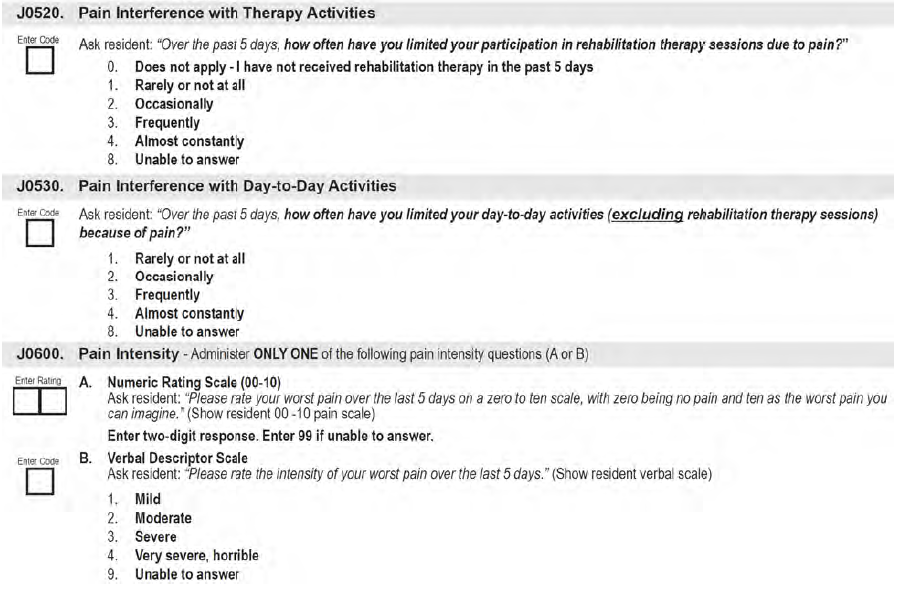 J0520. Pain Interference with Therapy Activities
Enter Code
Ask resident: “Over the past 5 days, how often have you limited your participation in rehabilitation therapy sessions due to pain?”
0. Does not apply - I have not received rehabilitation therapy in the past 5 days
1. Rarely or not at all
2. Occasionally
3. Frequently
4. Almost constantly
8. Unable to answer
J0530. Pain Interference with Day-to-Day Activities
Enter Code
Ask resident: “Over the past 5 days, how often have you limited your day-to-day activities (excluding rehabilitation therapy sessions)
because of pain?”
1. Rarely or not at all
2. Occasionally
3. Frequently
4. Almost constantly
8. Unable to answer
J0600. Pain Intensity - Administer ONLY ONE of the following pain intensity questions (A or B)
Enter Rating
A. Numeric Rating Scale (00-10)
Ask resident: “Please rate your worst pain over the last 5 days on a zero to ten scale, with zero being no pain and ten as the worst pain you
can imagine.” (Show resident 00 -10 pain scale)
Enter two-digit response. Enter 99 if unable to answer.
Enter Code
B. Verbal Descriptor Scale
Ask resident: “Please rate the intensity of your worst pain over the last 5 days.” (Show resident verbal scale)
1. Mild
2. Moderate
3. Severe
4. Very severe, horrible
9. Unable to answer